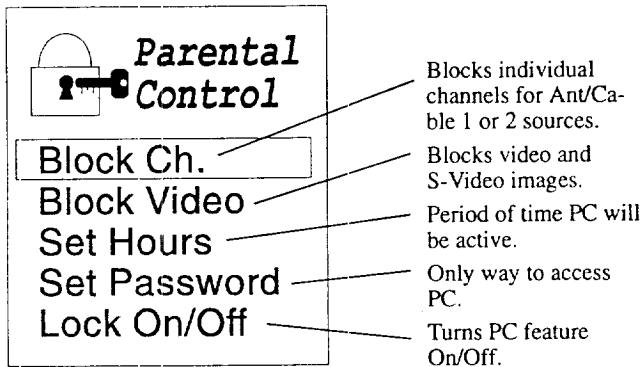 Parental
Control
Block Ch.
Block Video
Set Hours
Set Password
Lock On/Off
Blocks individual
channels for Ant/Ca-
ble 1 or 2 sources.
Blocks video and
S-Video images.
Period of time PC will
be active.
Only way to access
PC.
Turns PC feature
On/Off.